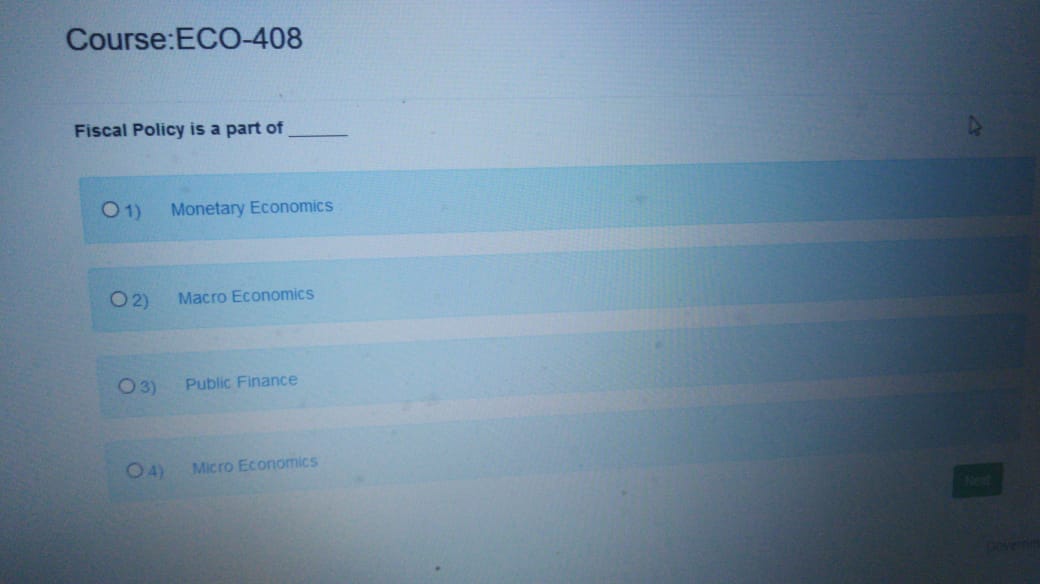 Course:ECO-408
Fiscal Policy is a part of ______
1) Monetary Economics
2) Macro Economics
3) Public Finance
4) Micro Economics
Next